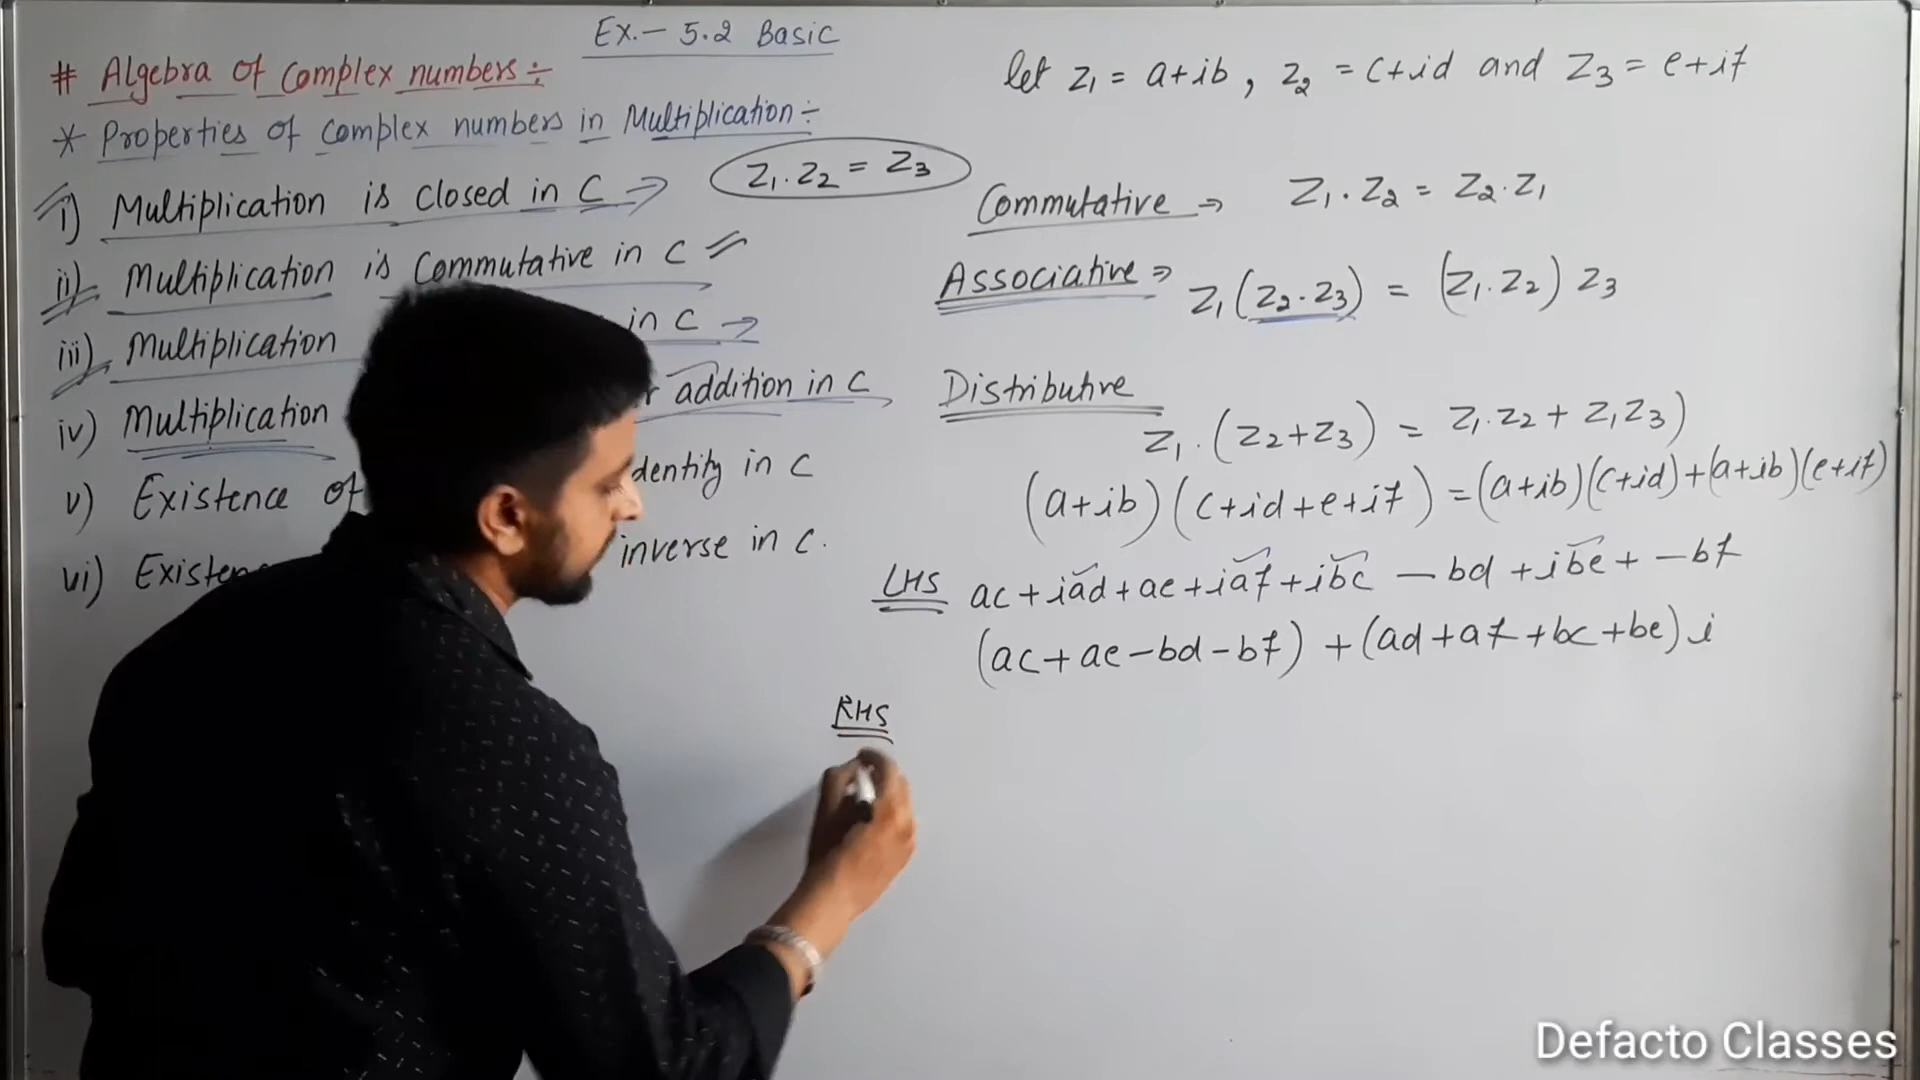 Ex.- 5.2 Basic
# Algebra of Complex numbers÷
* Properties of Complex numbers in Multiplication÷
i) Multiplication is closed in C ⇒ Z₁.Z₂ = Z₃
ii) Multiplication is Commutative in C
iii) Multiplication in C →
iv) Multiplication addition in C
v) Existence of dentity in C
vi) Existen inverse in C.
let Z₁ = a+ib, Z₂ = c+id and Z₃ = e+if
Commutative ⇒ Z₁.Z₂ = Z₂.Z₁
Associative ⇒ Z₁(Z₂.Z₃) = (Z₁.Z₂) Z₃
Distributive
Z₁.(Z₂+Z₃) = Z₁.Z₂ + Z₁Z₃)
(a+ib)(c+id+e+if) = (a+ib)(c+id)+(a+ib)(e+if)
LHS ac+iad+ae+iaf+ibc -bd+ibe+-bf
(ac+ae-bd-bf) +(ad+af+bc+be)i
RHS
Defacto Classes